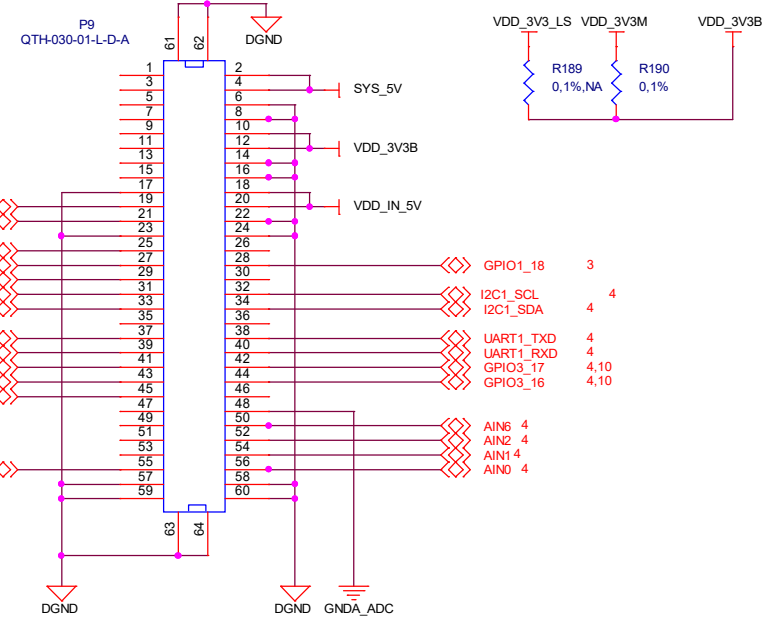 P9
QTH-030-01-L-D-A
61
62
DGND
VDD_3V3_LS VDD_3V3M VDD_3V3B
R189
0,1%,NA
R190
0,1%
1 2
3 4
5 6
7 8
9 10
11 12
13 14
15 16
17 18
19 20
21 22
23 24
25 26
27 28
29 30
31 32
33 34
35 36
37 38
39 40
41 42
43 44
45 46
47 48
49 50
51 52
53 54
55 56
57 58
59 60
63
64
SYS_5V
VDD_3V3B
VDD_IN_5V
GPIO1_18 3
I2C1_SCL 4
I2C1_SDA 4
UART1_TXD 4
UART1_RXD 4
GPIO3_17 4,10
GPIO3_16 4,10
AIN6 4
AIN2 4
AIN1 4
AIN0 4
DGND
DGND
GNDA_ADC